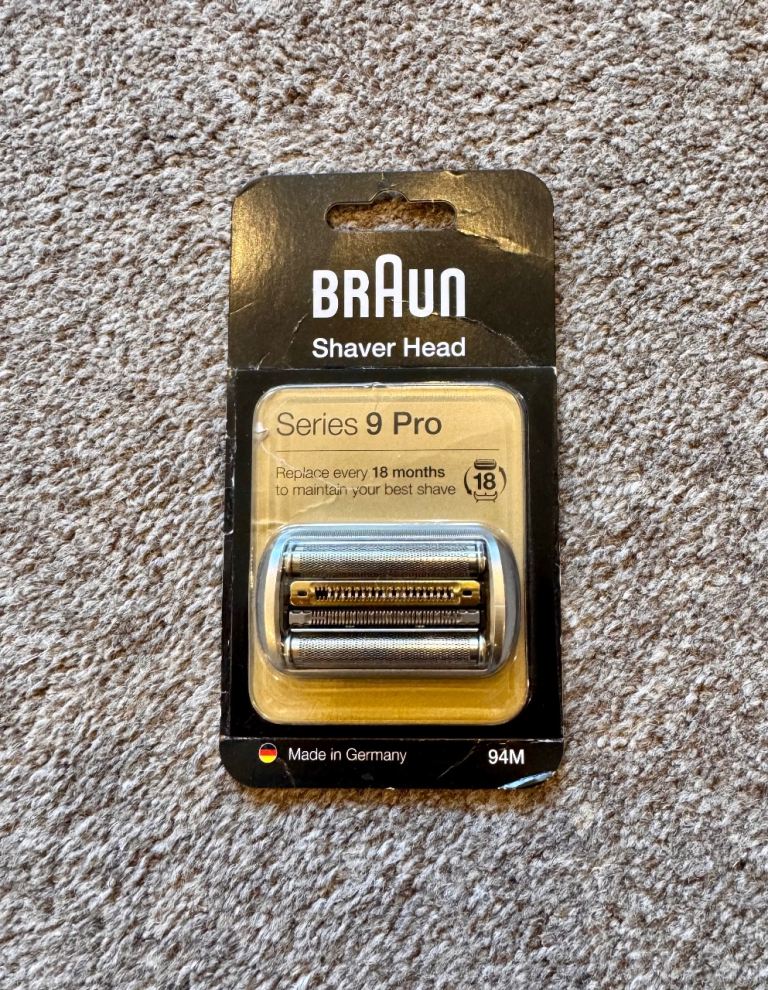 BRAUN
Shaver Head
Series 9 Pro
Replace every 18 months
to maintain your best shave
18
Made in Germany
94M